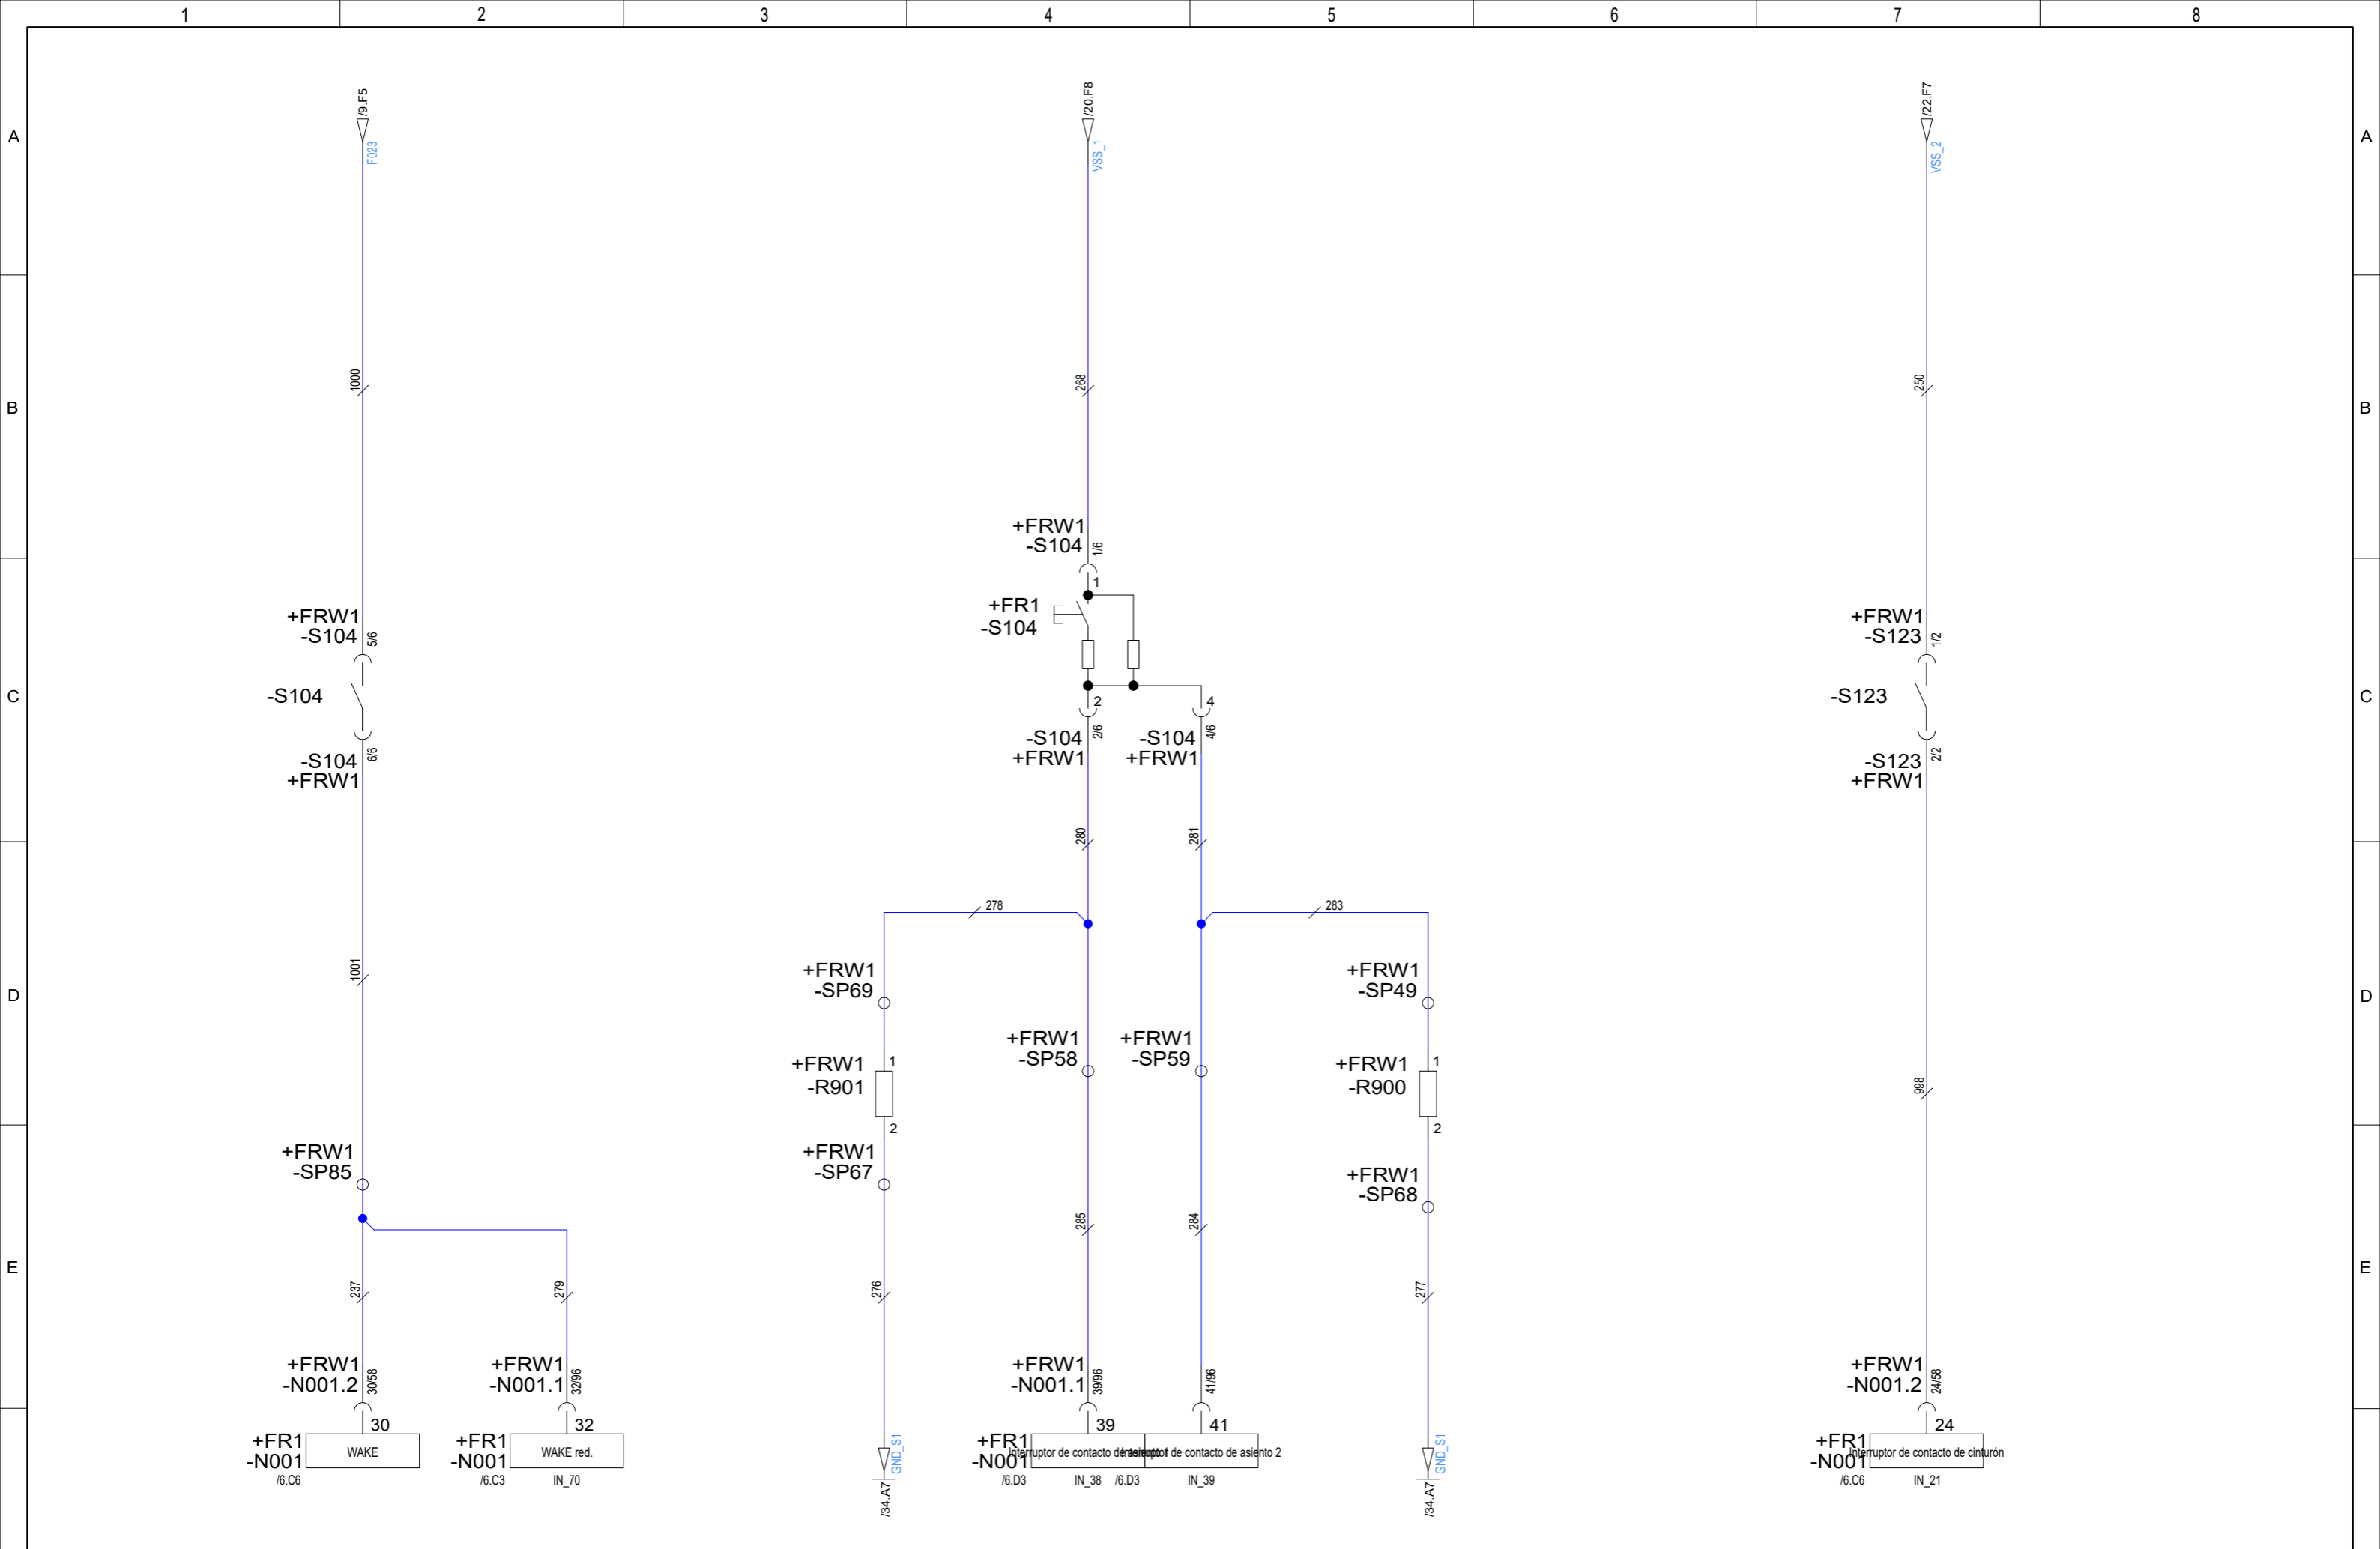 1 2 3 4 5 6 7 8
A A
/9.F5 /20.F8 /22.F7
F023 VSS_1 VSS_2
1000 268 250
B B
+FRW1
-S104 1/6
1
+FR1
-S104
+FRW1 +FRW1
-S104 5/6 -S123 1/2
C -S104 -S123 C
2 4
-S104 2/6 -S104 4/6
+FRW1 +FRW1
-S104 6/6 -S123 2/2
+FRW1 +FRW1
280 281
278 283
1001
+FRW1 +FRW1
-SP69 -SP49
D D
+FRW1 +FRW1
-SP58 -SP59
+FRW1 1 +FRW1 1
-R901 -R900
998
2 2
+FRW1 +FRW1
-SP85 -SP67
+FRW1
-SP68
285 284
E E
237 279 276 277
+FRW1 +FRW1 +FRW1 +FRW1
-N001.2 30/58 -N001.1 32/96 -N001.1 39/96 41/96 -N001.2 24/58
30 32 39 41 24
+FR1 +FR1 +FR1 +FR1
WAKE WAKE red. Interruptor de contacto de asiento 1 Interruptor de contacto de asiento 2 Interruptor de contacto de cinturón
-N001 -N001 -N001 -N001
GND_S1 GND_S1
/6.C6 /6.C3 IN_70 /6.D3 IN_38 /6.D3 IN_39 /6.C6 IN_21
/34.A7 /34.A7